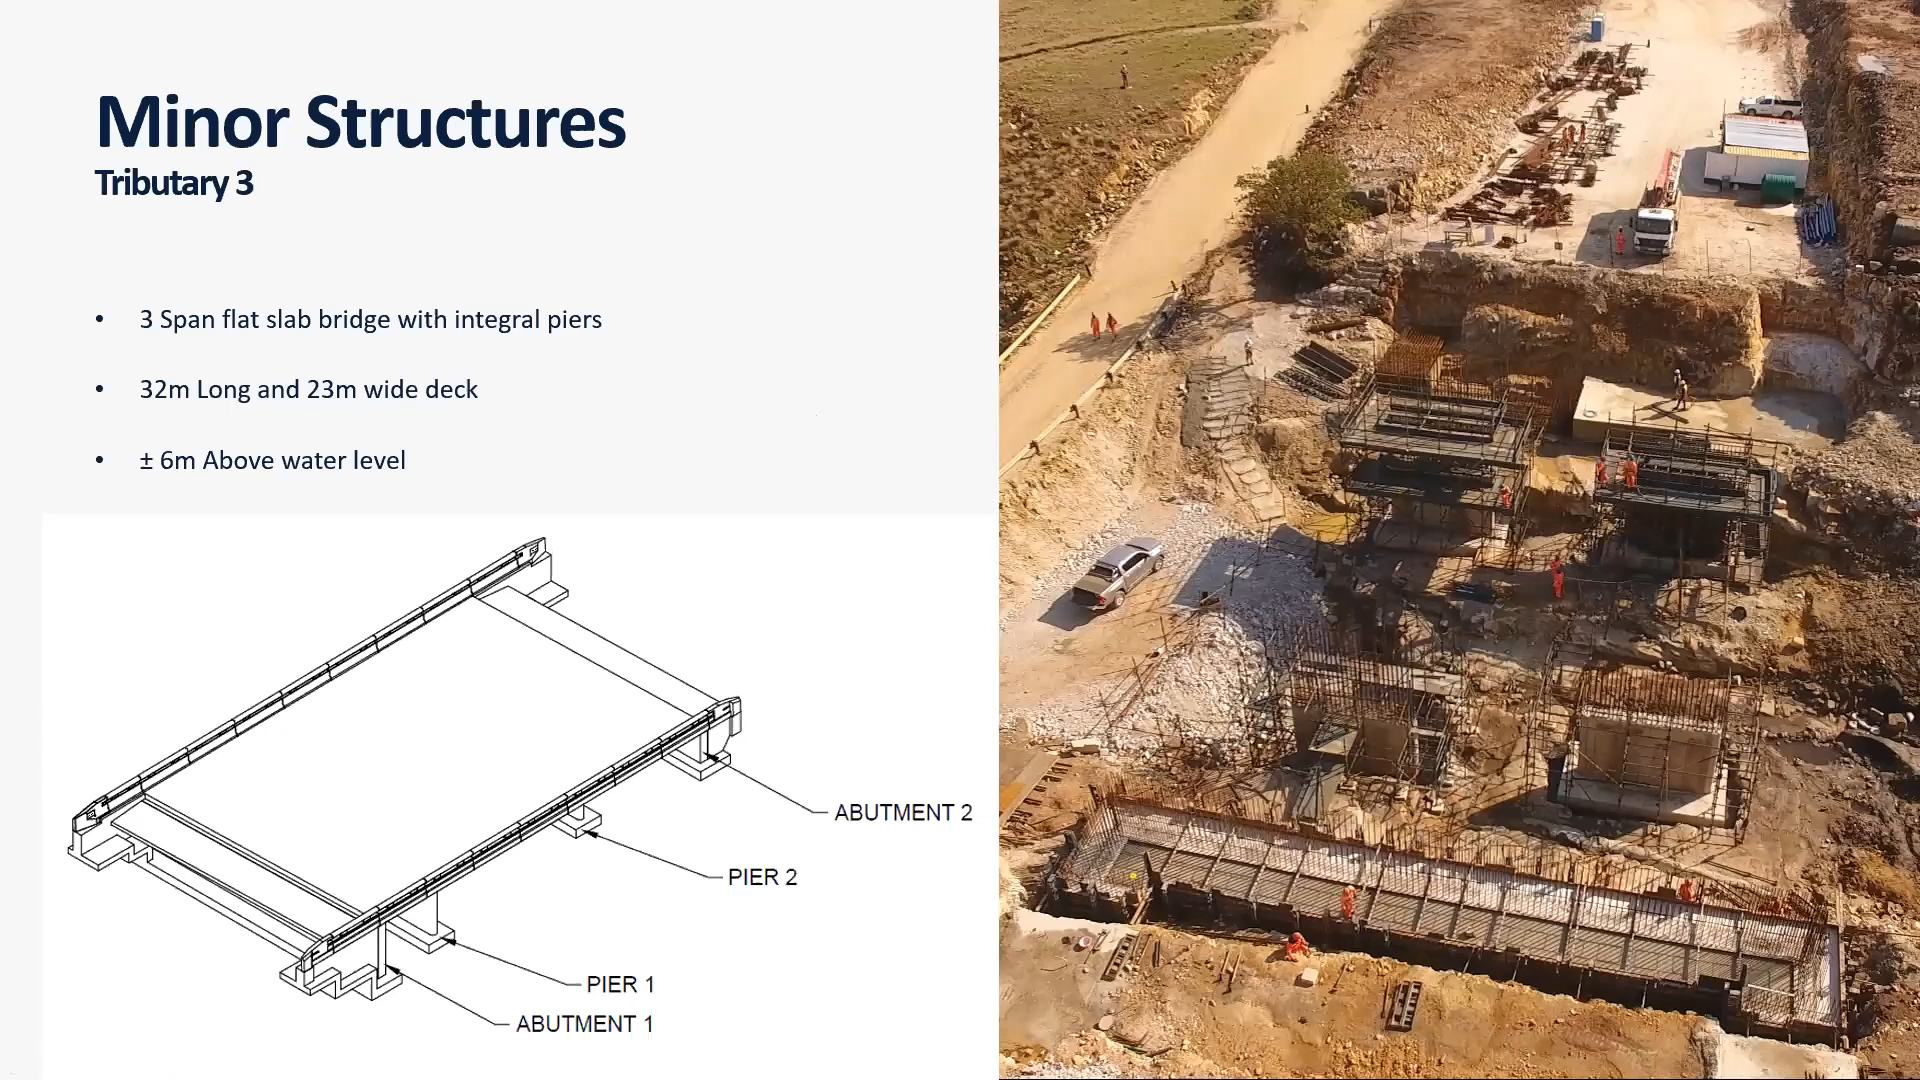 Minor Structures
Tributary 3
• 3 Span flat slab bridge with integral piers
• 32m Long and 23m wide deck
• ± 6m Above water level
ABUTMENT 2
PIER 2
PIER 1
ABUTMENT 1